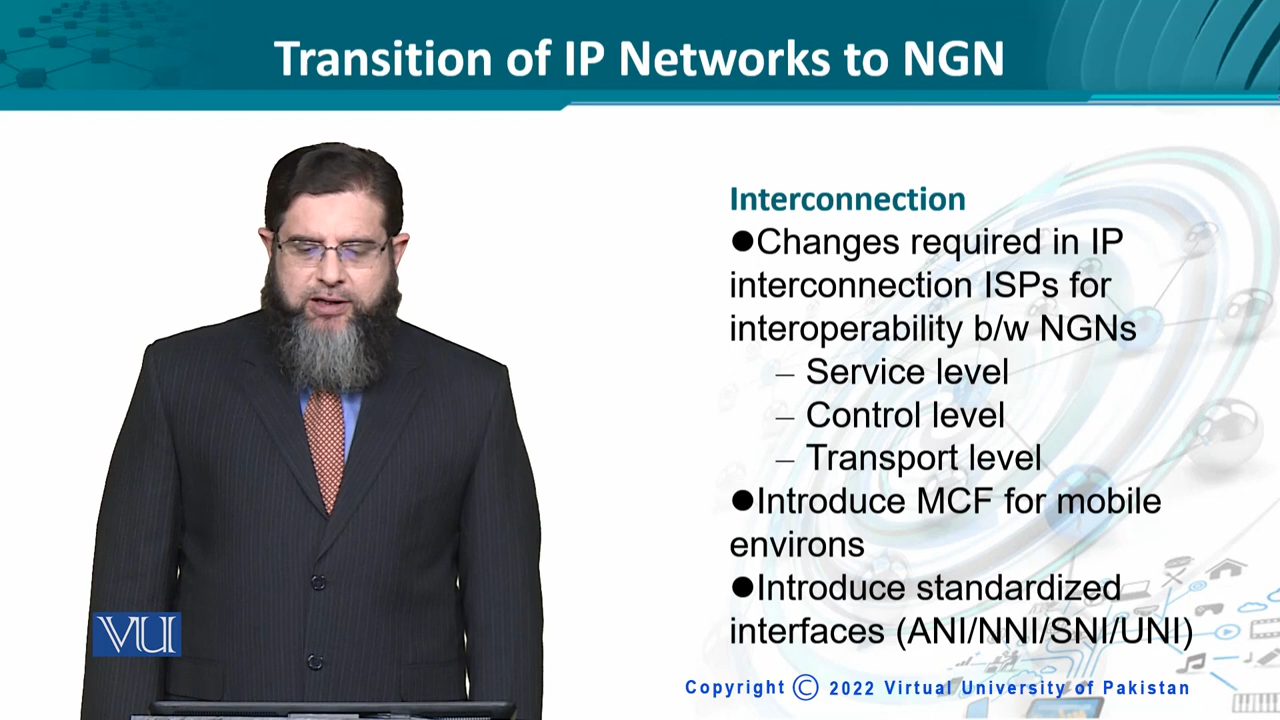 Transition of IP Networks to NGN
Interconnection
●Changes required in IP
interconnection ISPs for
interoperability b/w NGNs
– Service level
– Control level
– Transport level
●Introduce MCF for mobile
environs
●Introduce standardized
interfaces (ANI/NNI/SNI/UNI)
VU
Copyright © 2022 Virtual University of Pakistan